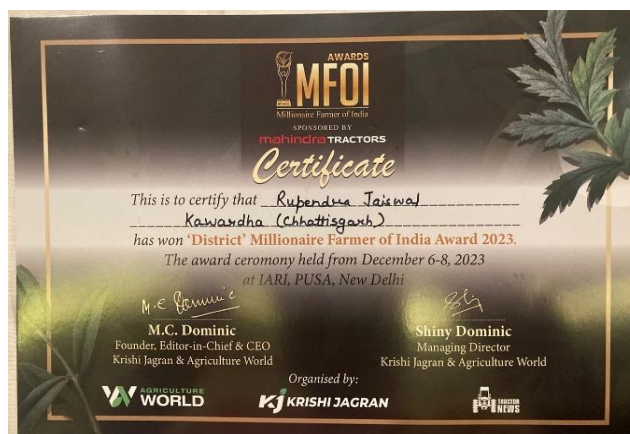 AWARDS
MFOI
Millionaire Farmer of India
SPONSORED BY
mahindra TRACTORS
Certificate
This is to certify that Rupendra Jaiswal
Kawardha (Chhattisgarh)
has won 'District' Millionaire Farmer of India Award 2023.
The award ceromony held from December 6-8, 2023
at IARI, PUSA, New Delhi
M.C Dominic
M.C. Dominic
Founder, Editor-in-Chief & CEO
Krishi Jagran & Agriculture World
Shiny Dominic
Managing Director
Krishi Jagran & Agriculture World
Organised by:
AGRICULTURE
WORLD
KJ KRISHI JAGRAN
TRACTOR
NEWS